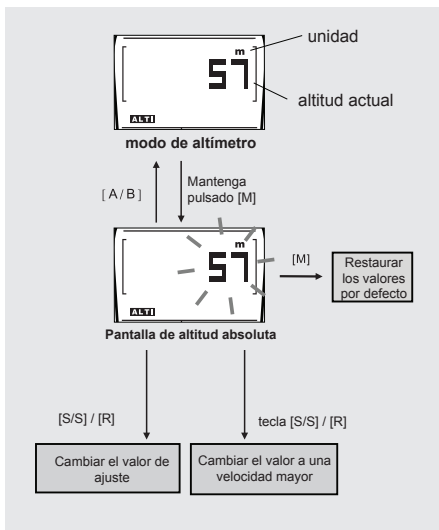 unidad
m
57
altitud actual
ALTI
modo de altímetro
[ A / B ]
Mantenga
pulsado [M]
m
57
ALTI
[M]
Restaurar
los valores
por defecto
Pantalla de altitud absoluta
[S/S] / [R]
tecla [S/S] / [R]
Cambiar el valor de
ajuste
Cambiar el valor a una
velocidad mayor